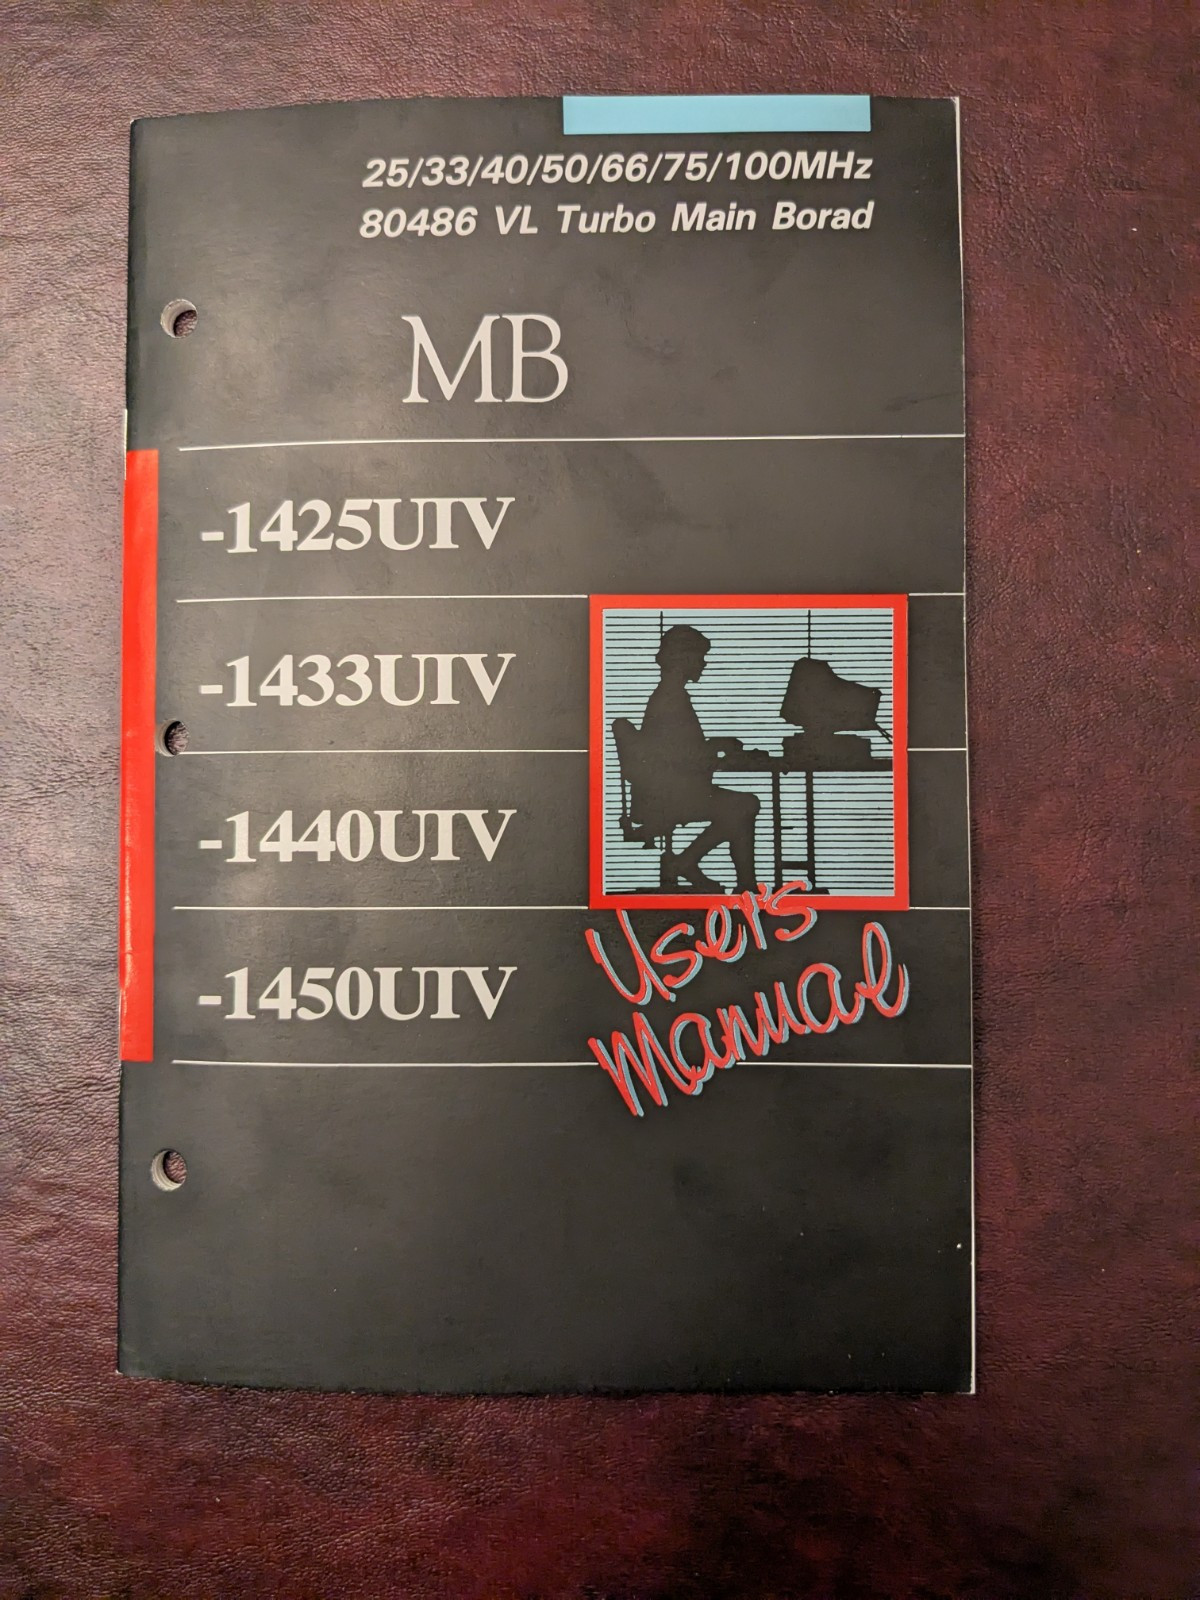 25/33/40/50/66/75/100MHz
80486 VL Turbo Main Borad
MB
-1425UIV
-1433UIV
-1440UIV
-1450UIV
User's
Manual